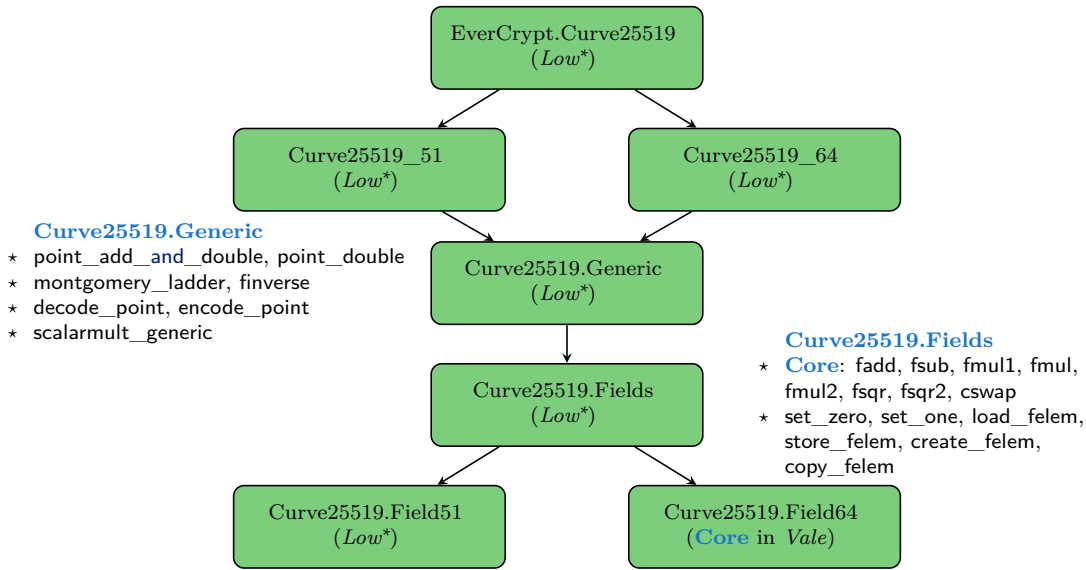 EverCrypt.Curve25519
(Low*)
Curve25519_51
(Low*)
Curve25519_64
(Low*)
Curve25519.Generic
⋆ point_add_and_double, point_double
⋆ montgomery_ladder, finverse
⋆ decode_point, encode_point
⋆ scalarmult_generic
Curve25519.Generic
(Low*)
Curve25519.Fields
⋆ Core: fadd, fsub, fmul1, fmul,
fmul2, fsqr, fsqr2, cswap
⋆ set_zero, set_one, load_felem,
store_felem, create_felem,
copy_felem
Curve25519.Fields
(Low*)
Curve25519.Field51
(Low*)
Curve25519.Field64
(Core in Vale)